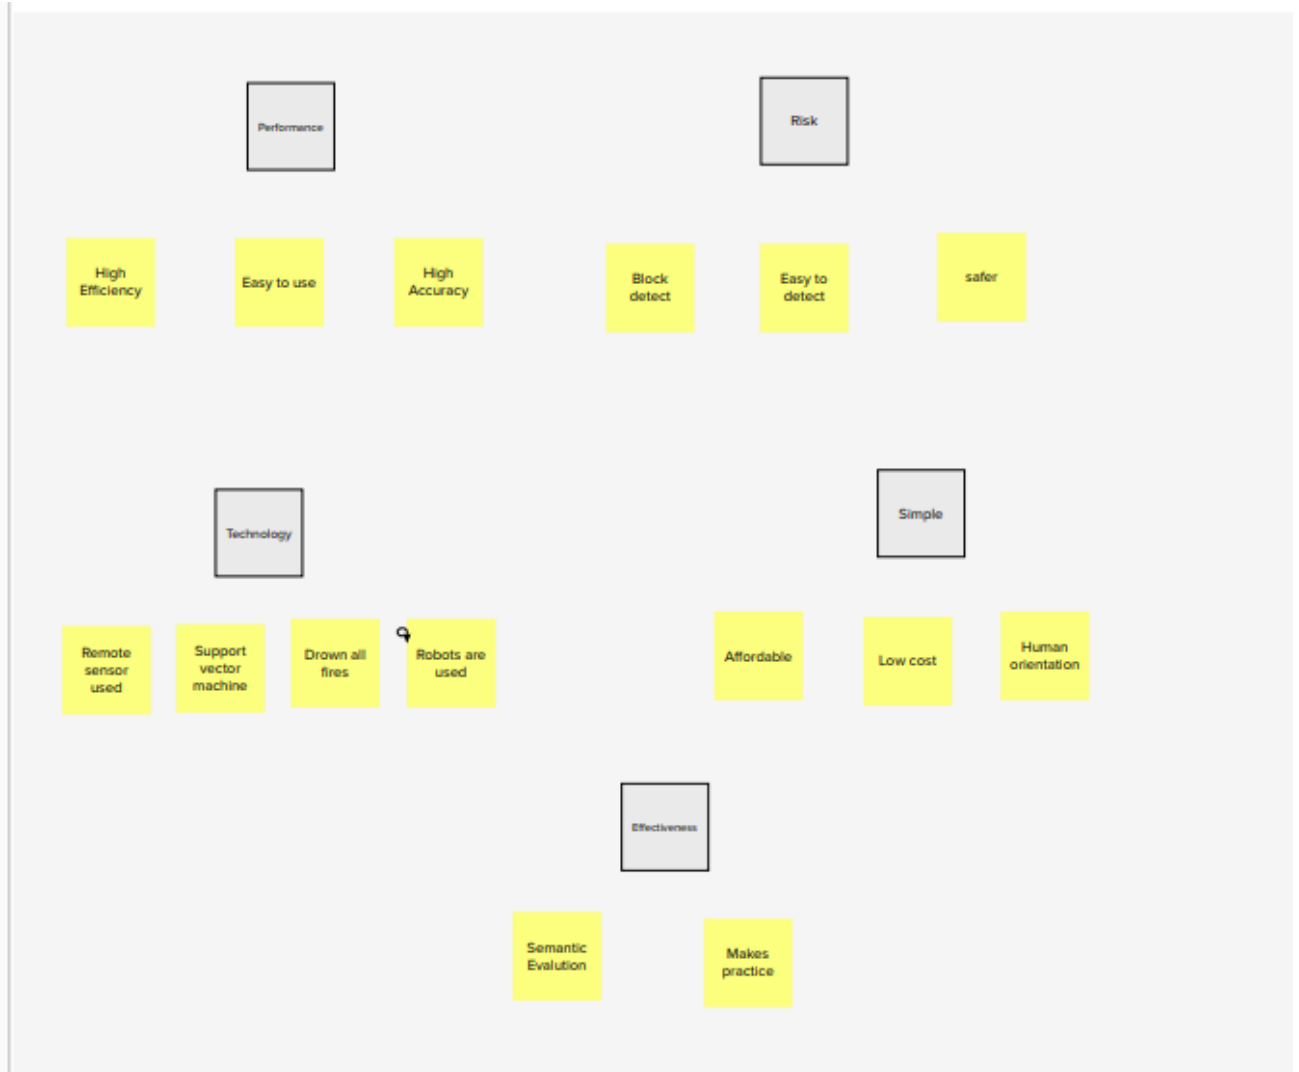 Performance
Risk
High
Efficiency
Easy to use
High
Accuracy
Block
detect
Easy to
detect
safer
Technology
Simple
Remote
sensor
used
Support
vector
machine
Drown all
fires
Robots are
used
Affordable
Low cost
Human
orientation
Effectiveness
Semantic
Evalution
Makes
practice